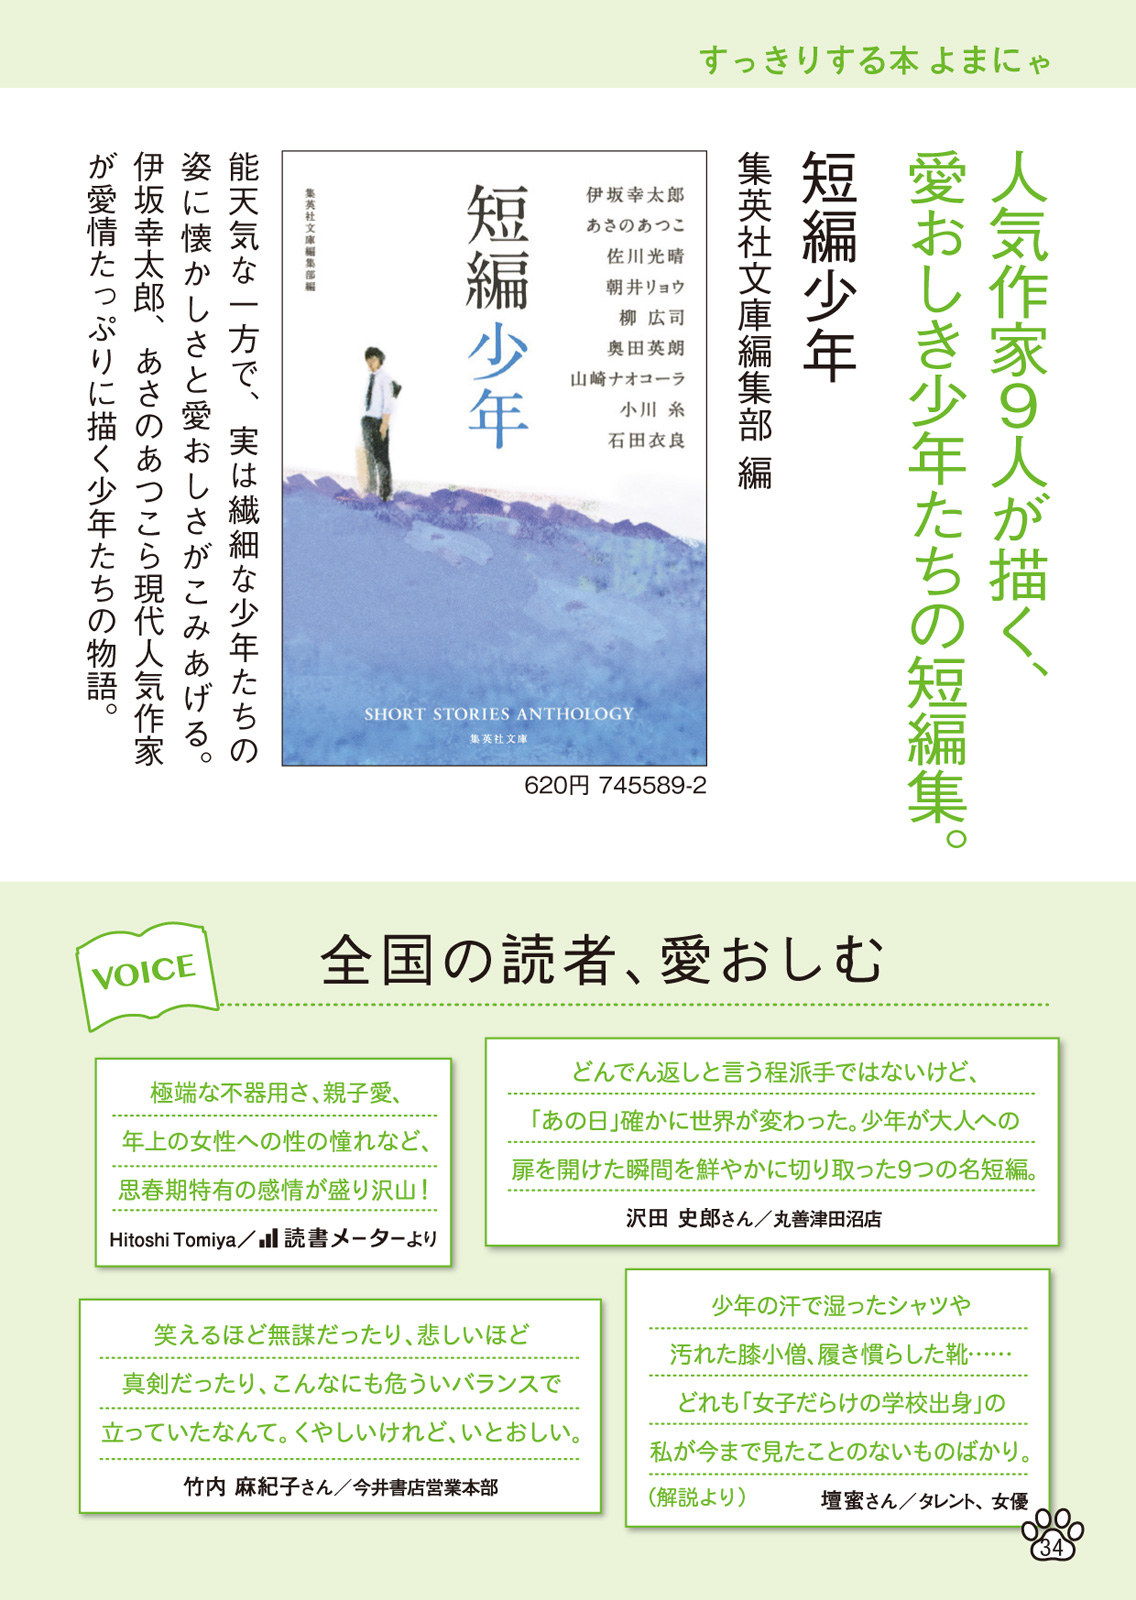 すっきりする本 よまにゃ
人気作家9人が描く、
愛おしき少年たちの短編集。
短編少年
集英社文庫編集部 編
伊坂幸太郎
あさのあつこ
佐川光晴
朝井リョウ
柳 広司
奥田英朗
山崎ナオコーラ
小川 糸
石田衣良
短編少年
集英社文庫編集部編
SHORT STORIES ANTHOLOGY
集英社文庫
620円 745589-2
能天気な一方で、実は繊細な少年たちの
姿に懐かしさと愛おしさがこみあげる。
伊坂幸太郎、あさのあつこら現代人気作家
が愛情たっぷりに描く少年たちの物語。
VOICE
全国の読者、愛おしむ
極端な不器用さ、親子愛、
年上の女性への性の憧れなど、
思春期特有の感情が盛り沢山！
Hitoshi Tomiya／読書メーターより
どんでん返しと言う程派手ではないけど、
「あの日」確かに世界が変わった。少年が大人への
扉を開けた瞬間を鮮やかに切り取った9つの名短編。
沢田 史郎さん／丸善津田沼店
笑えるほど無謀だったり、悲しいほど
真剣だったり、こんなにも危ういバランスで
立っていたなんて。くやしいけれど、いとおしい。
竹内 麻紀子さん／今井書店営業本部
少年の汗で湿ったシャツや
汚れた膝小僧、履き慣らした靴……
どれも「女子だらけの学校出身」の
私が今まで見たことのないものばかり。
（解説より） 壇蜜さん／タレント、女優
34